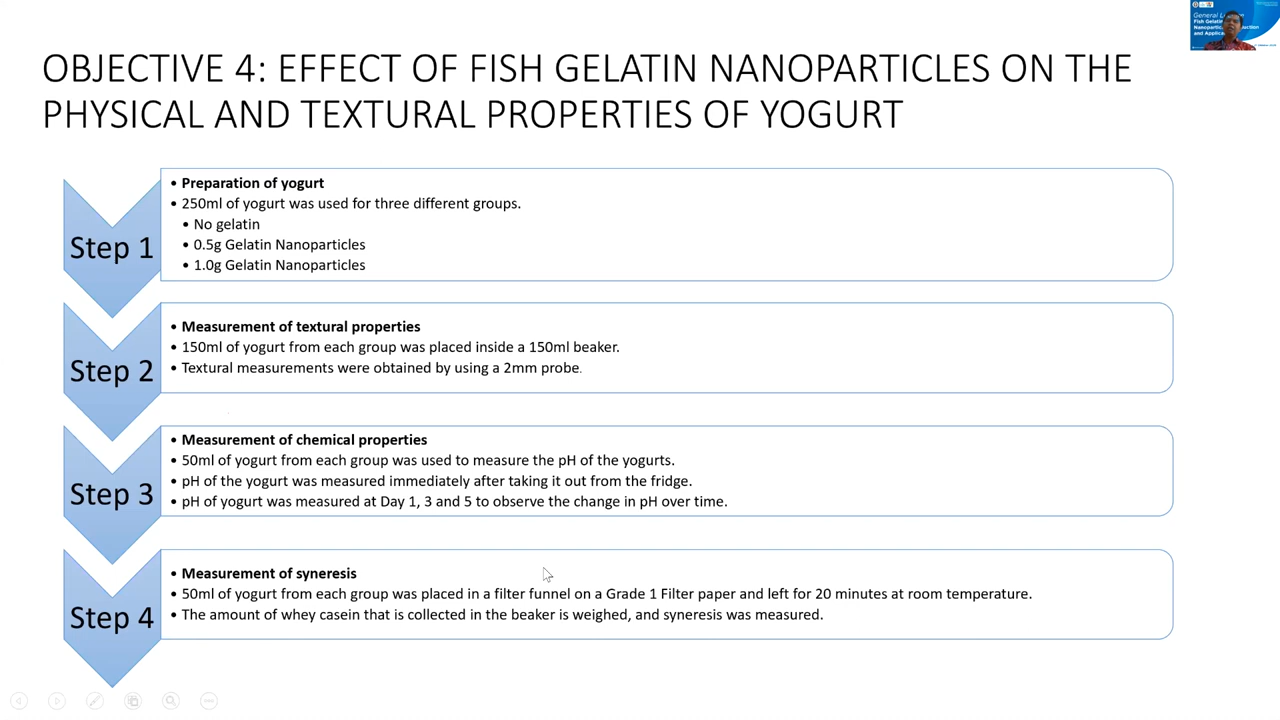 OBJECTIVE 4: EFFECT OF FISH GELATIN NANOPARTICLES ON THE
PHYSICAL AND TEXTURAL PROPERTIES OF YOGURT
Step 1
• Preparation of yogurt
• 250ml of yogurt was used for three different groups.
• No gelatin
• 0.5g Gelatin Nanoparticles
• 1.0g Gelatin Nanoparticles
Step 2
• Measurement of textural properties
• 150ml of yogurt from each group was placed inside a 150ml beaker.
• Textural measurements were obtained by using a 2mm probe.
Step 3
• Measurement of chemical properties
• 50ml of yogurt from each group was used to measure the pH of the yogurts.
• pH of the yogurt was measured immediately after taking it out from the fridge.
• pH of yogurt was measured at Day 1, 3 and 5 to observe the change in pH over time.
Step 4
• Measurement of syneresis
• 50ml of yogurt from each group was placed in a filter funnel on a Grade 1 Filter paper and left for 20 minutes at room temperature.
• The amount of whey casein that is collected in the beaker is weighed, and syneresis was measured.
General
Fish Gelatin